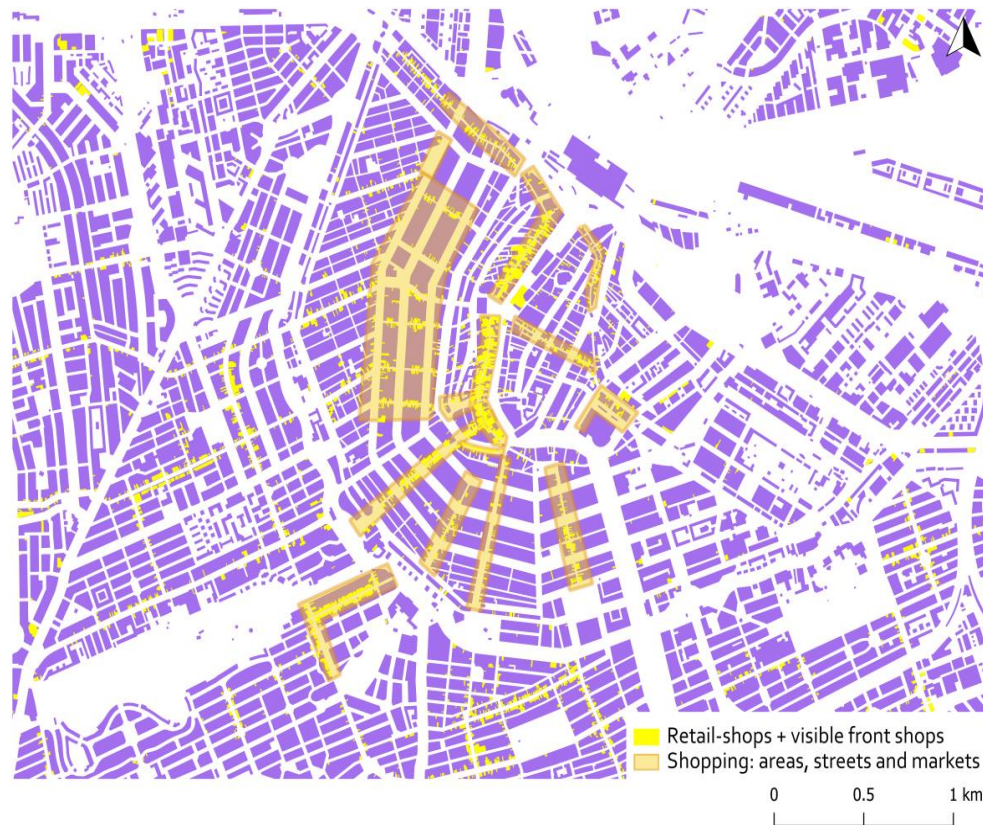 Retail-shops + visible front shops
Shopping: areas, streets and markets
0 0.5 1 km